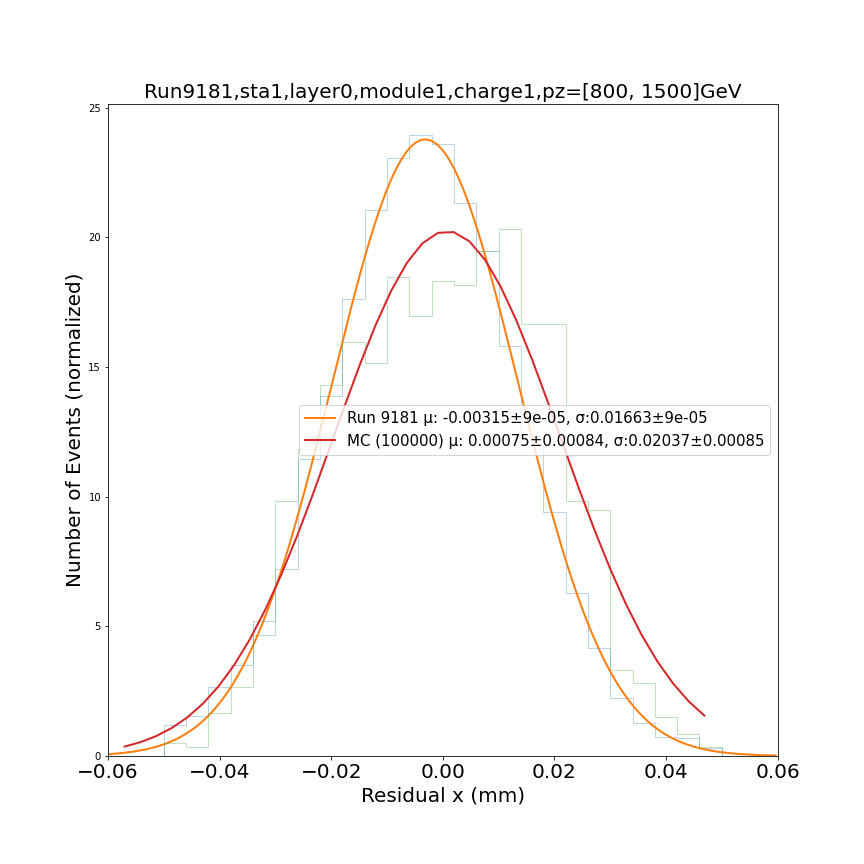 Run9181,sta1,layer0,module1,charge1,pz=[800, 1500]GeV
25
20
15
10
5
0
Number of Events (normalized)
Run 9181 μ: -0.00315±9e-05, σ:0.01663±9e-05
MC (100000) μ: 0.00075±0.00084, σ:0.02037±0.00085
−0.06 −0.04 −0.02 0.00 0.02 0.04 0.06
Residual x (mm)